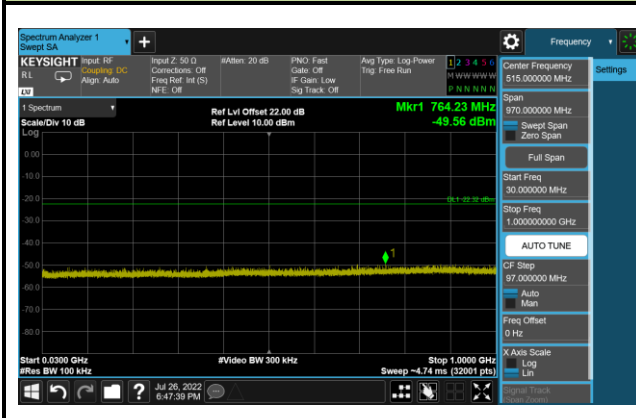 Spectrum Analyzer 1
Swept SA
+
Frequency
KEYSIGHT
RL
LXI
Input: RF
Coupling: DC
Align: Auto
Input Z: 50 Ω
Corrections: Off
Freq Ref: Int (S)
NFE: Off
#Atten: 20 dB
PNO: Fast
Gate: Off
IF Gain: Low
Sig Track: Off
Avg Type: Log-Power
Trig: Free Run
1 2 3 4 5 6
M W W W W W
P N N N N N
1 Spectrum
Scale/Div 10 dB
Log
Ref Lvl Offset 22.00 dB
Ref Level 10.00 dBm
Mkr1 764.23 MHz
-49.56 dBm
0.00
-10.0
-20.0
-30.0
-40.0
-50.0
-60.0
-70.0
-80.0
DL1 -22.32 dBm
1
Start 0.0300 GHz
#Res BW 100 kHz
#Video BW 300 kHz
Stop 1.0000 GHz
Sweep ~4.74 ms (32001 pts)
Center Frequency
515.000000 MHz
Span
970.000000 MHz
Swept Span
Zero Span
Full Span
Start Freq
30.000000 MHz
Stop Freq
1.000000000 GHz
AUTO TUNE
CF Step
97.000000 MHz
Auto
Man
Freq Offset
0 Hz
X Axis Scale
Log
Lin
Signal Track
(Span Zoom)
Settings
?
Jul 26, 2022
6:47:39 PM